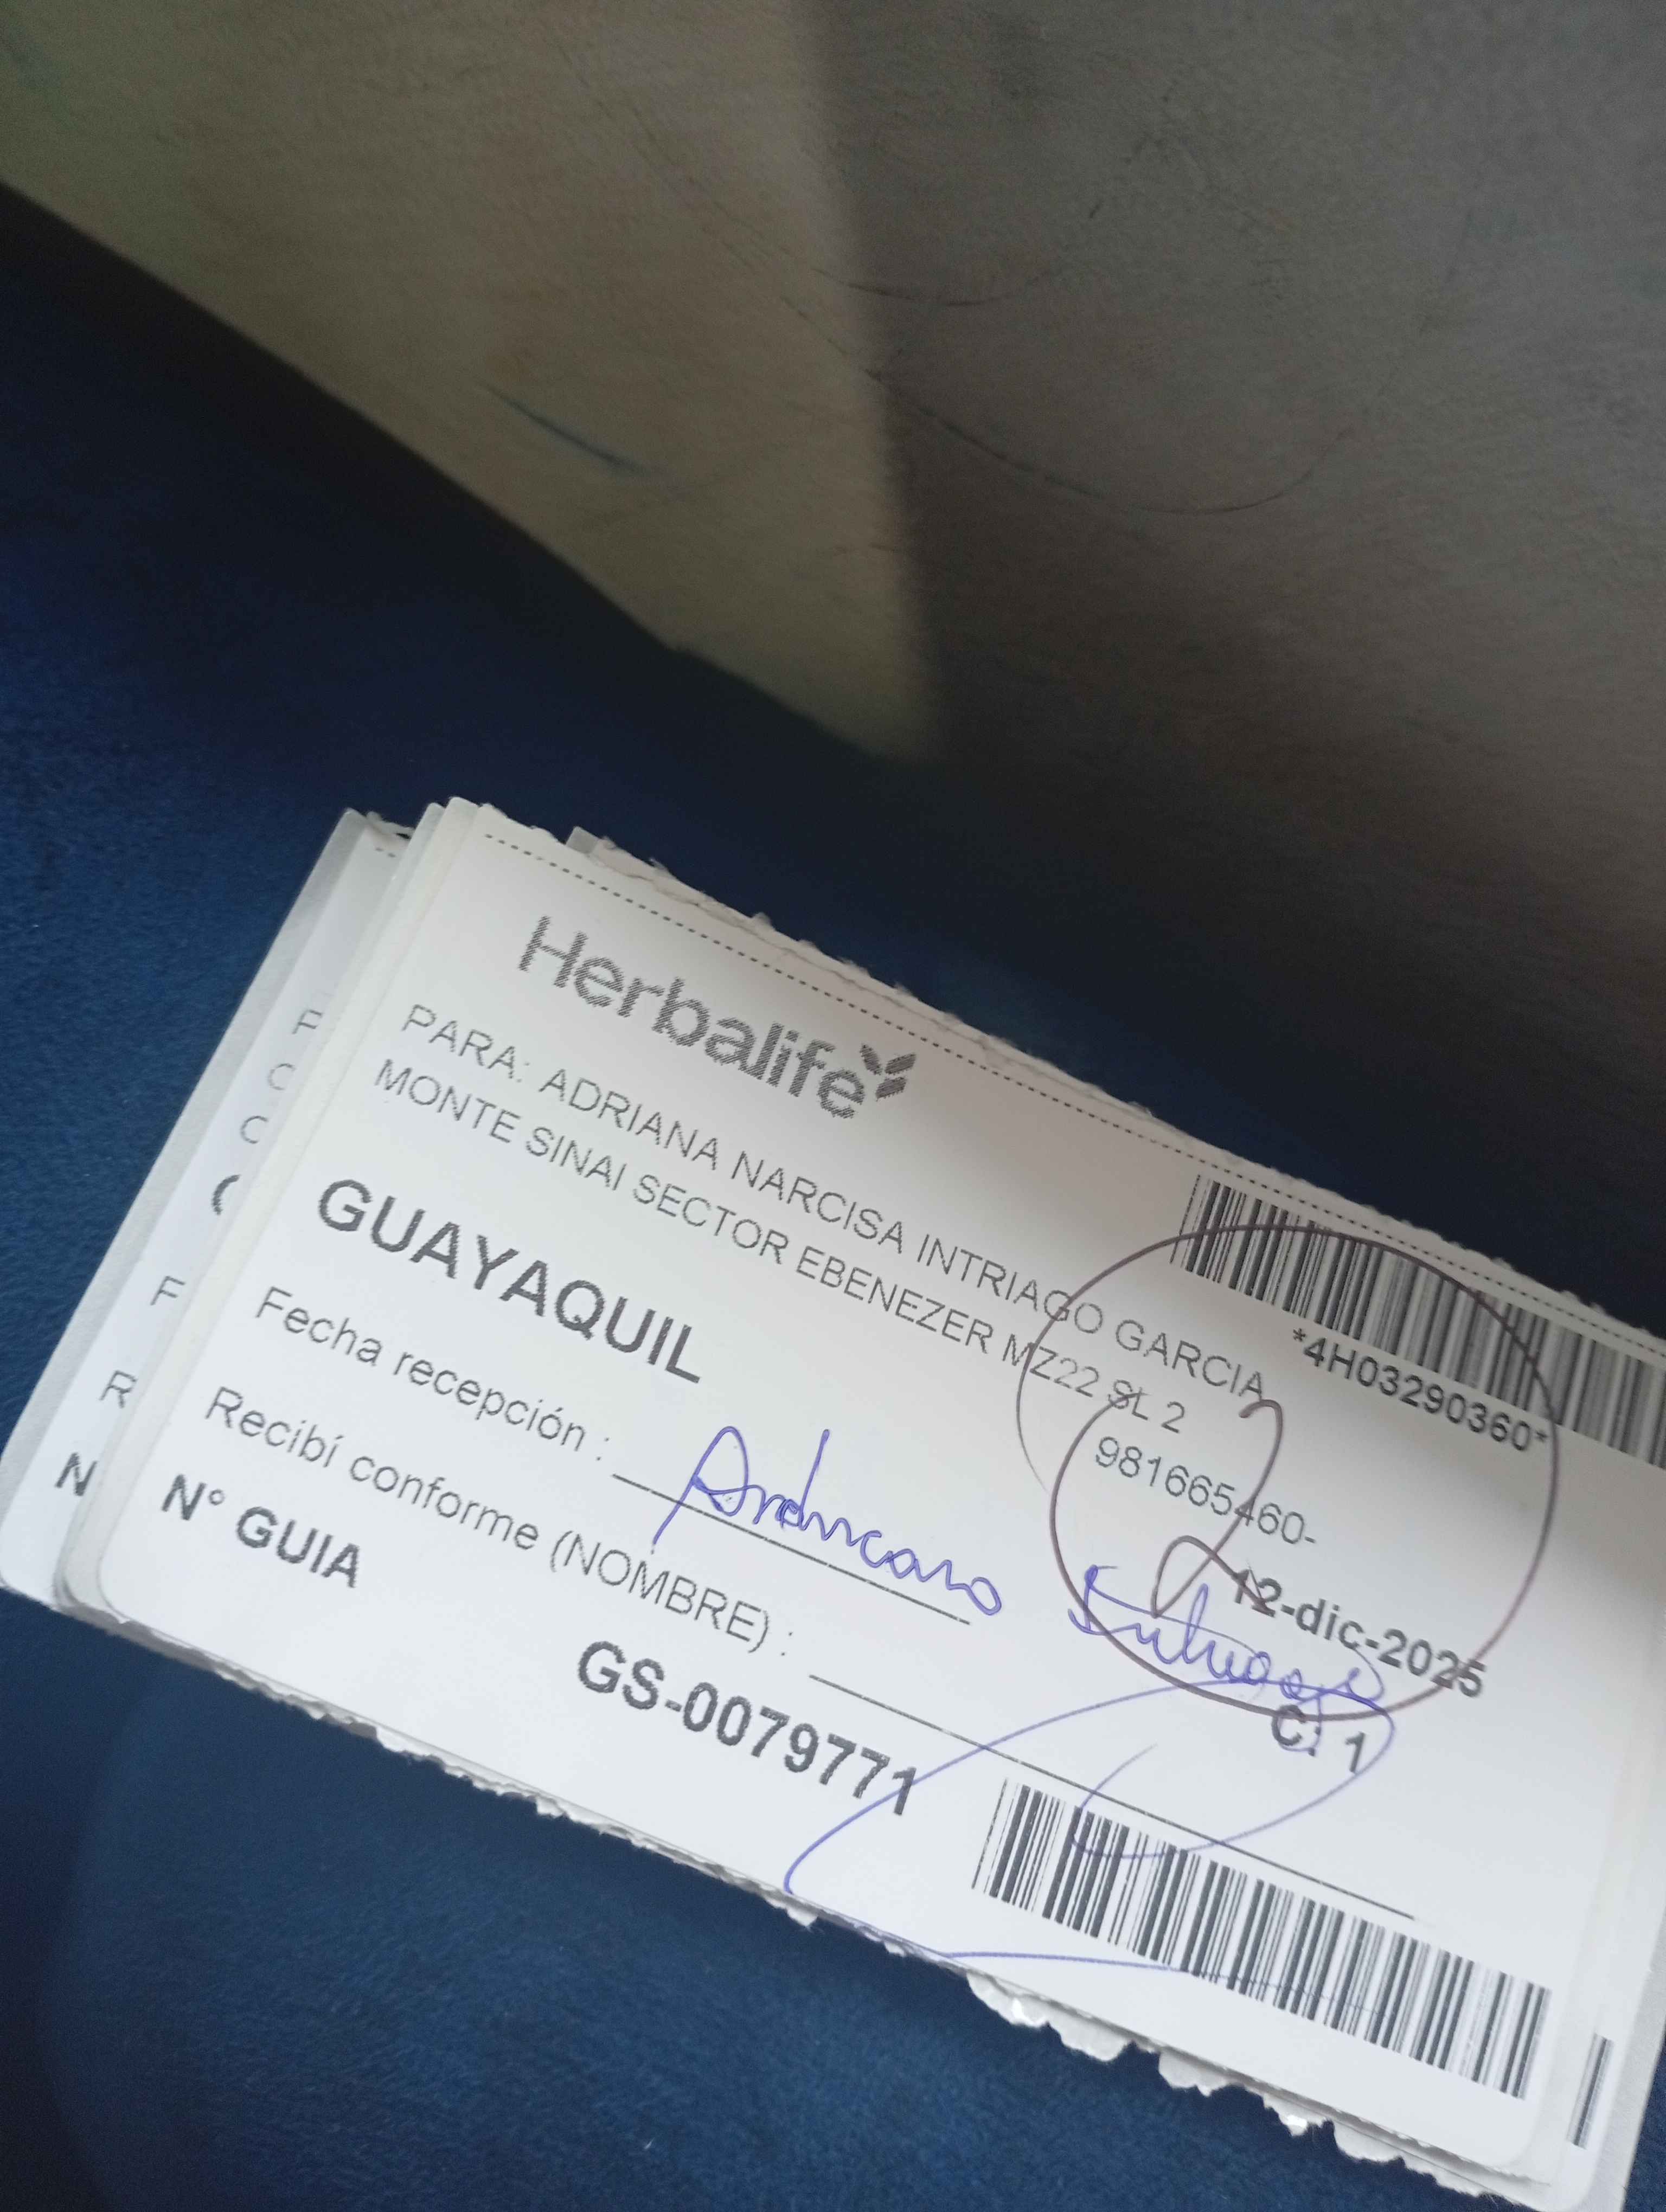 Herbalife
*4H03290360*
PARA: ADRIANA NARCISA INTRIAGO GARCIA
MONTE SINAI SECTOR EBENEZER MZ22 SL 2
981665460-
GUAYAQUIL
12-dic-2025
Fecha recepción :
C: 1
Recibí conforme (NOMBRE) :
N° GUIA
GS-0079771
2
F
C
C
F
R
N